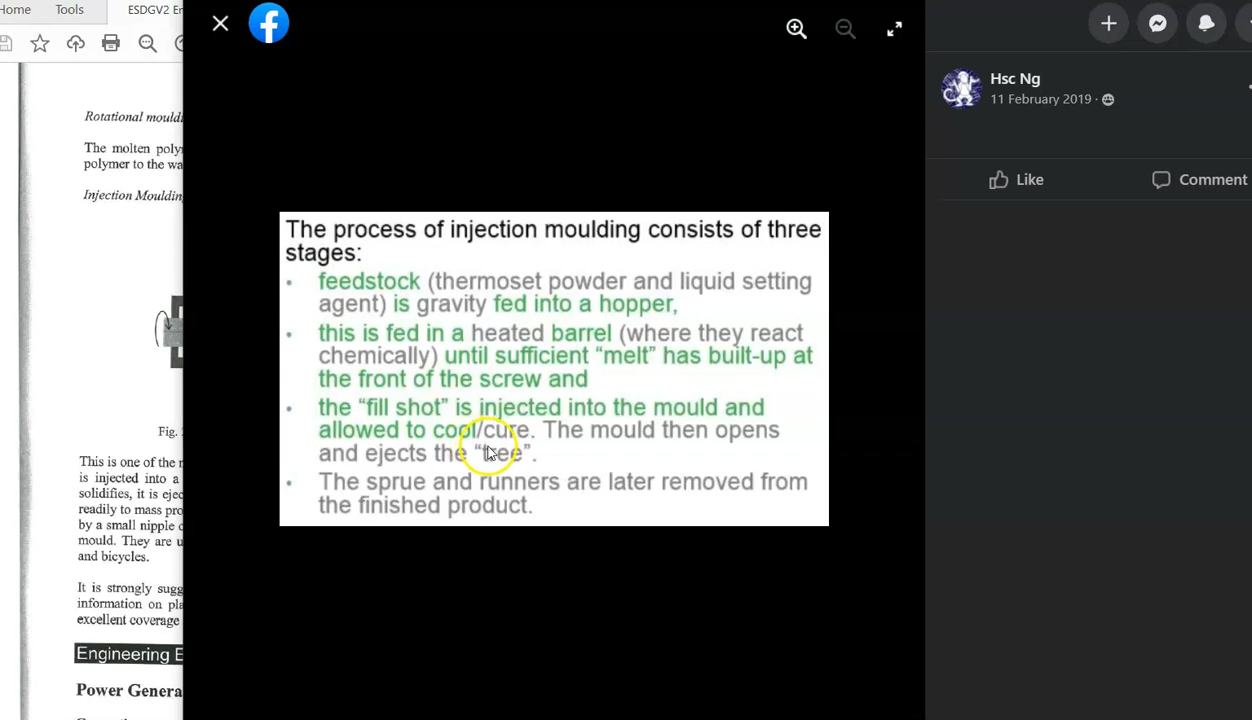 Home
Tools
ESDGV2 En
Rotational mould
The molten poly
polymer to the wa
Injection Moulding
Fig.
This is one of the
is injected into a
solidifies, it is ejec
readily to mass pro
by a small nipple
mould. They are u
and bicycles.
It is strongly sugg
information on pla
excellent coverage
Engineering E
Power Genera
The process of injection moulding consists of three
stages:
• feedstock (thermoset powder and liquid setting
agent) is gravity fed into a hopper,
• this is fed in a heated barrel (where they react
chemically) until sufficient “melt” has built-up at
the front of the screw and
• the “fill shot” is injected into the mould and
allowed to cool/cure. The mould then opens
and ejects the “tree”.
• The sprue and runners are later removed from
the finished product.
Hsc Ng
11 February 2019 ·
Like
Comment